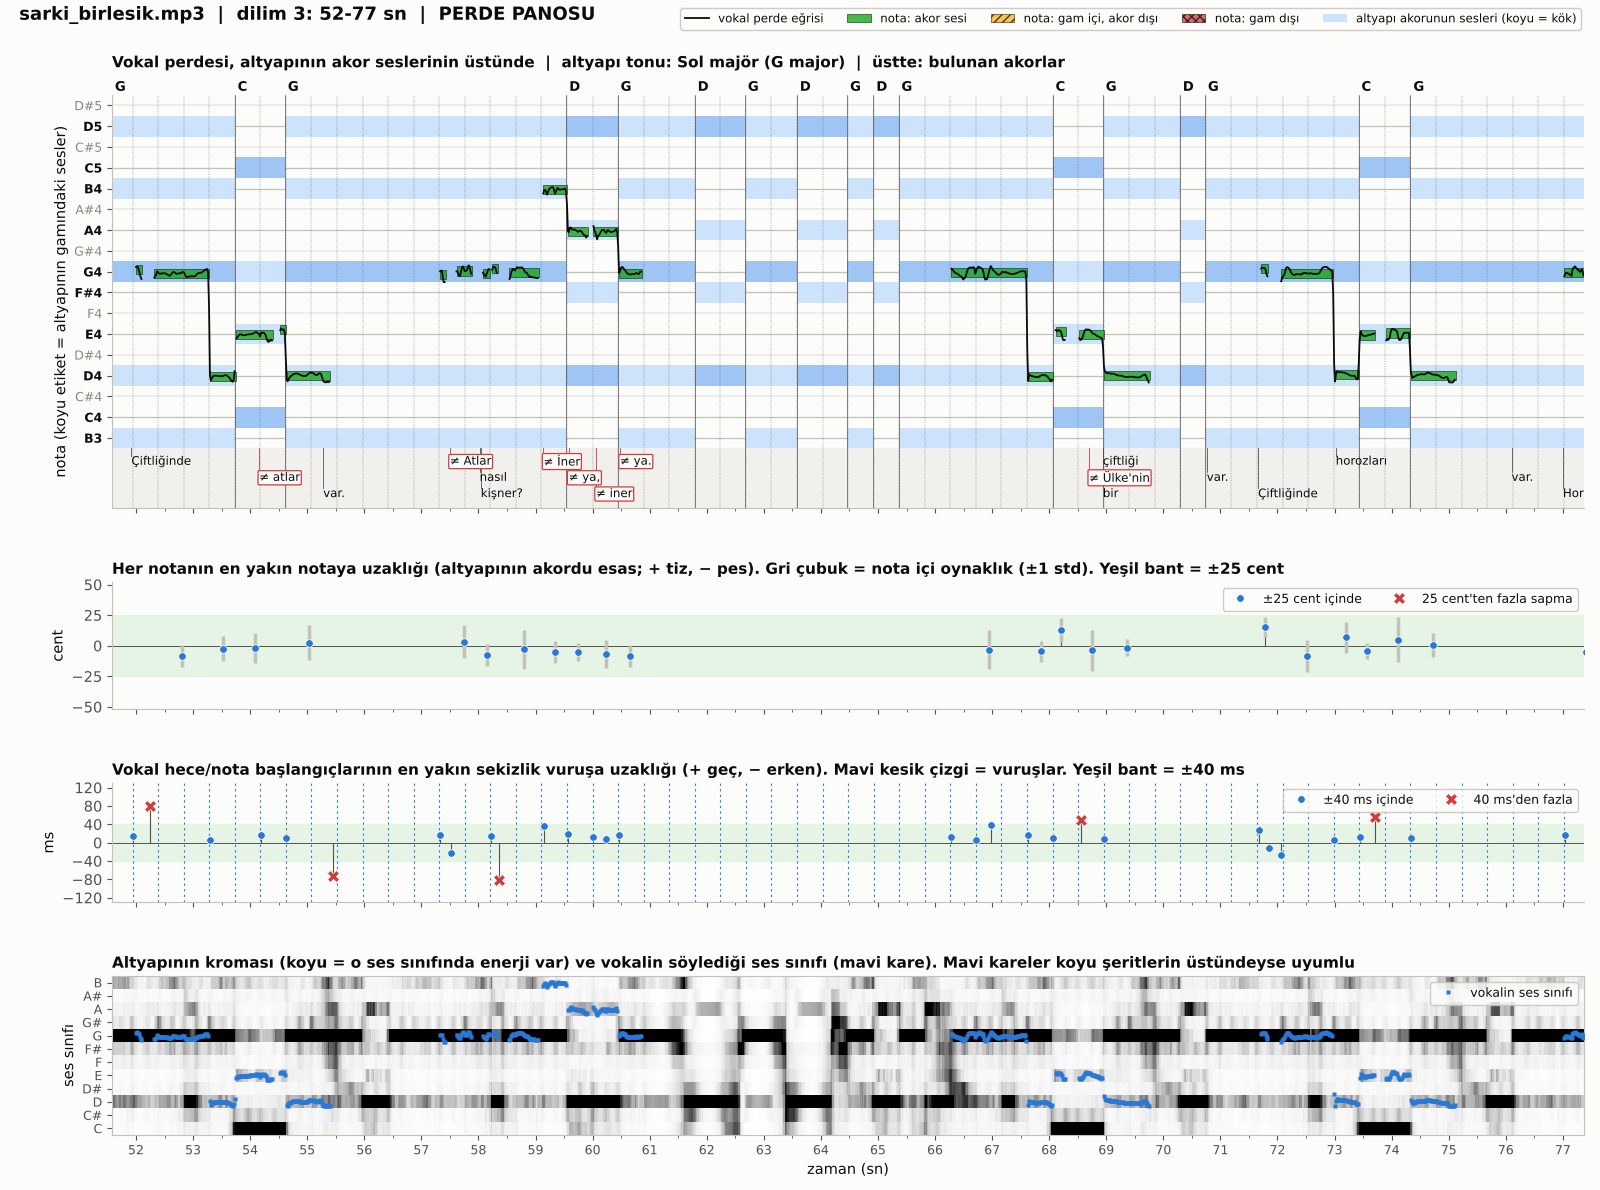 sarki_birlesik.mp3 | dilim 3: 52-77 sn | PERDE PANOSU
vokal perde eğrisi
nota: akor sesi
nota: gam içi, akor dışı
nota: gam dışı
altyapı akorunun sesleri (koyu = kök)
Vokal perdesi, altyapının akor seslerinin üstünde | altyapı tonu: Sol majör (G major) | üstte: bulunan akorlar
G C G D G D G D G D G C G D G C G
nota (koyu etiket = altyapının gamındaki sesler)
D#5
D5
C#5
C5
B4
A#4
A4
G#4
G4
F#4
F4
E4
D#4
D4
C#4
C4
B3
Çiftliğinde ≠ Atlar ≠ İner ≠ ya. çiftliği horozları
≠ atlar nasıl ≠ ya, ≠ Ülke'nin var. var.
var. kişner? ≠ iner bir Çiftliğinde Hor
Her notanın en yakın notaya uzaklığı (altyapının akordu esas; + tiz, − pes). Gri çubuk = nota içi oynaklık (±1 std). Yeşil bant = ±25 cent
±25 cent içinde
25 cent'ten fazla sapma
cent
50
25
0
−25
−50
Vokal hece/nota başlangıçlarının en yakın sekizlik vuruşa uzaklığı (+ geç, − erken). Mavi kesik çizgi = vuruşlar. Yeşil bant = ±40 ms
±40 ms içinde
40 ms'den fazla
ms
120
80
40
0
−40
−80
−120
Altyapının kroması (koyu = o ses sınıfında enerji var) ve vokalin söylediği ses sınıfı (mavi kare). Mavi kareler koyu şeritlerin üstündeyse uyumlu
vokalin ses sınıfı
ses sınıfı
B
A#
A
G#
G
F#
F
E
D#
D
C#
C
52 53 54 55 56 57 58 59 60 61 62 63 64 65 66 67 68 69 70 71 72 73 74 75 76 77
zaman (sn)